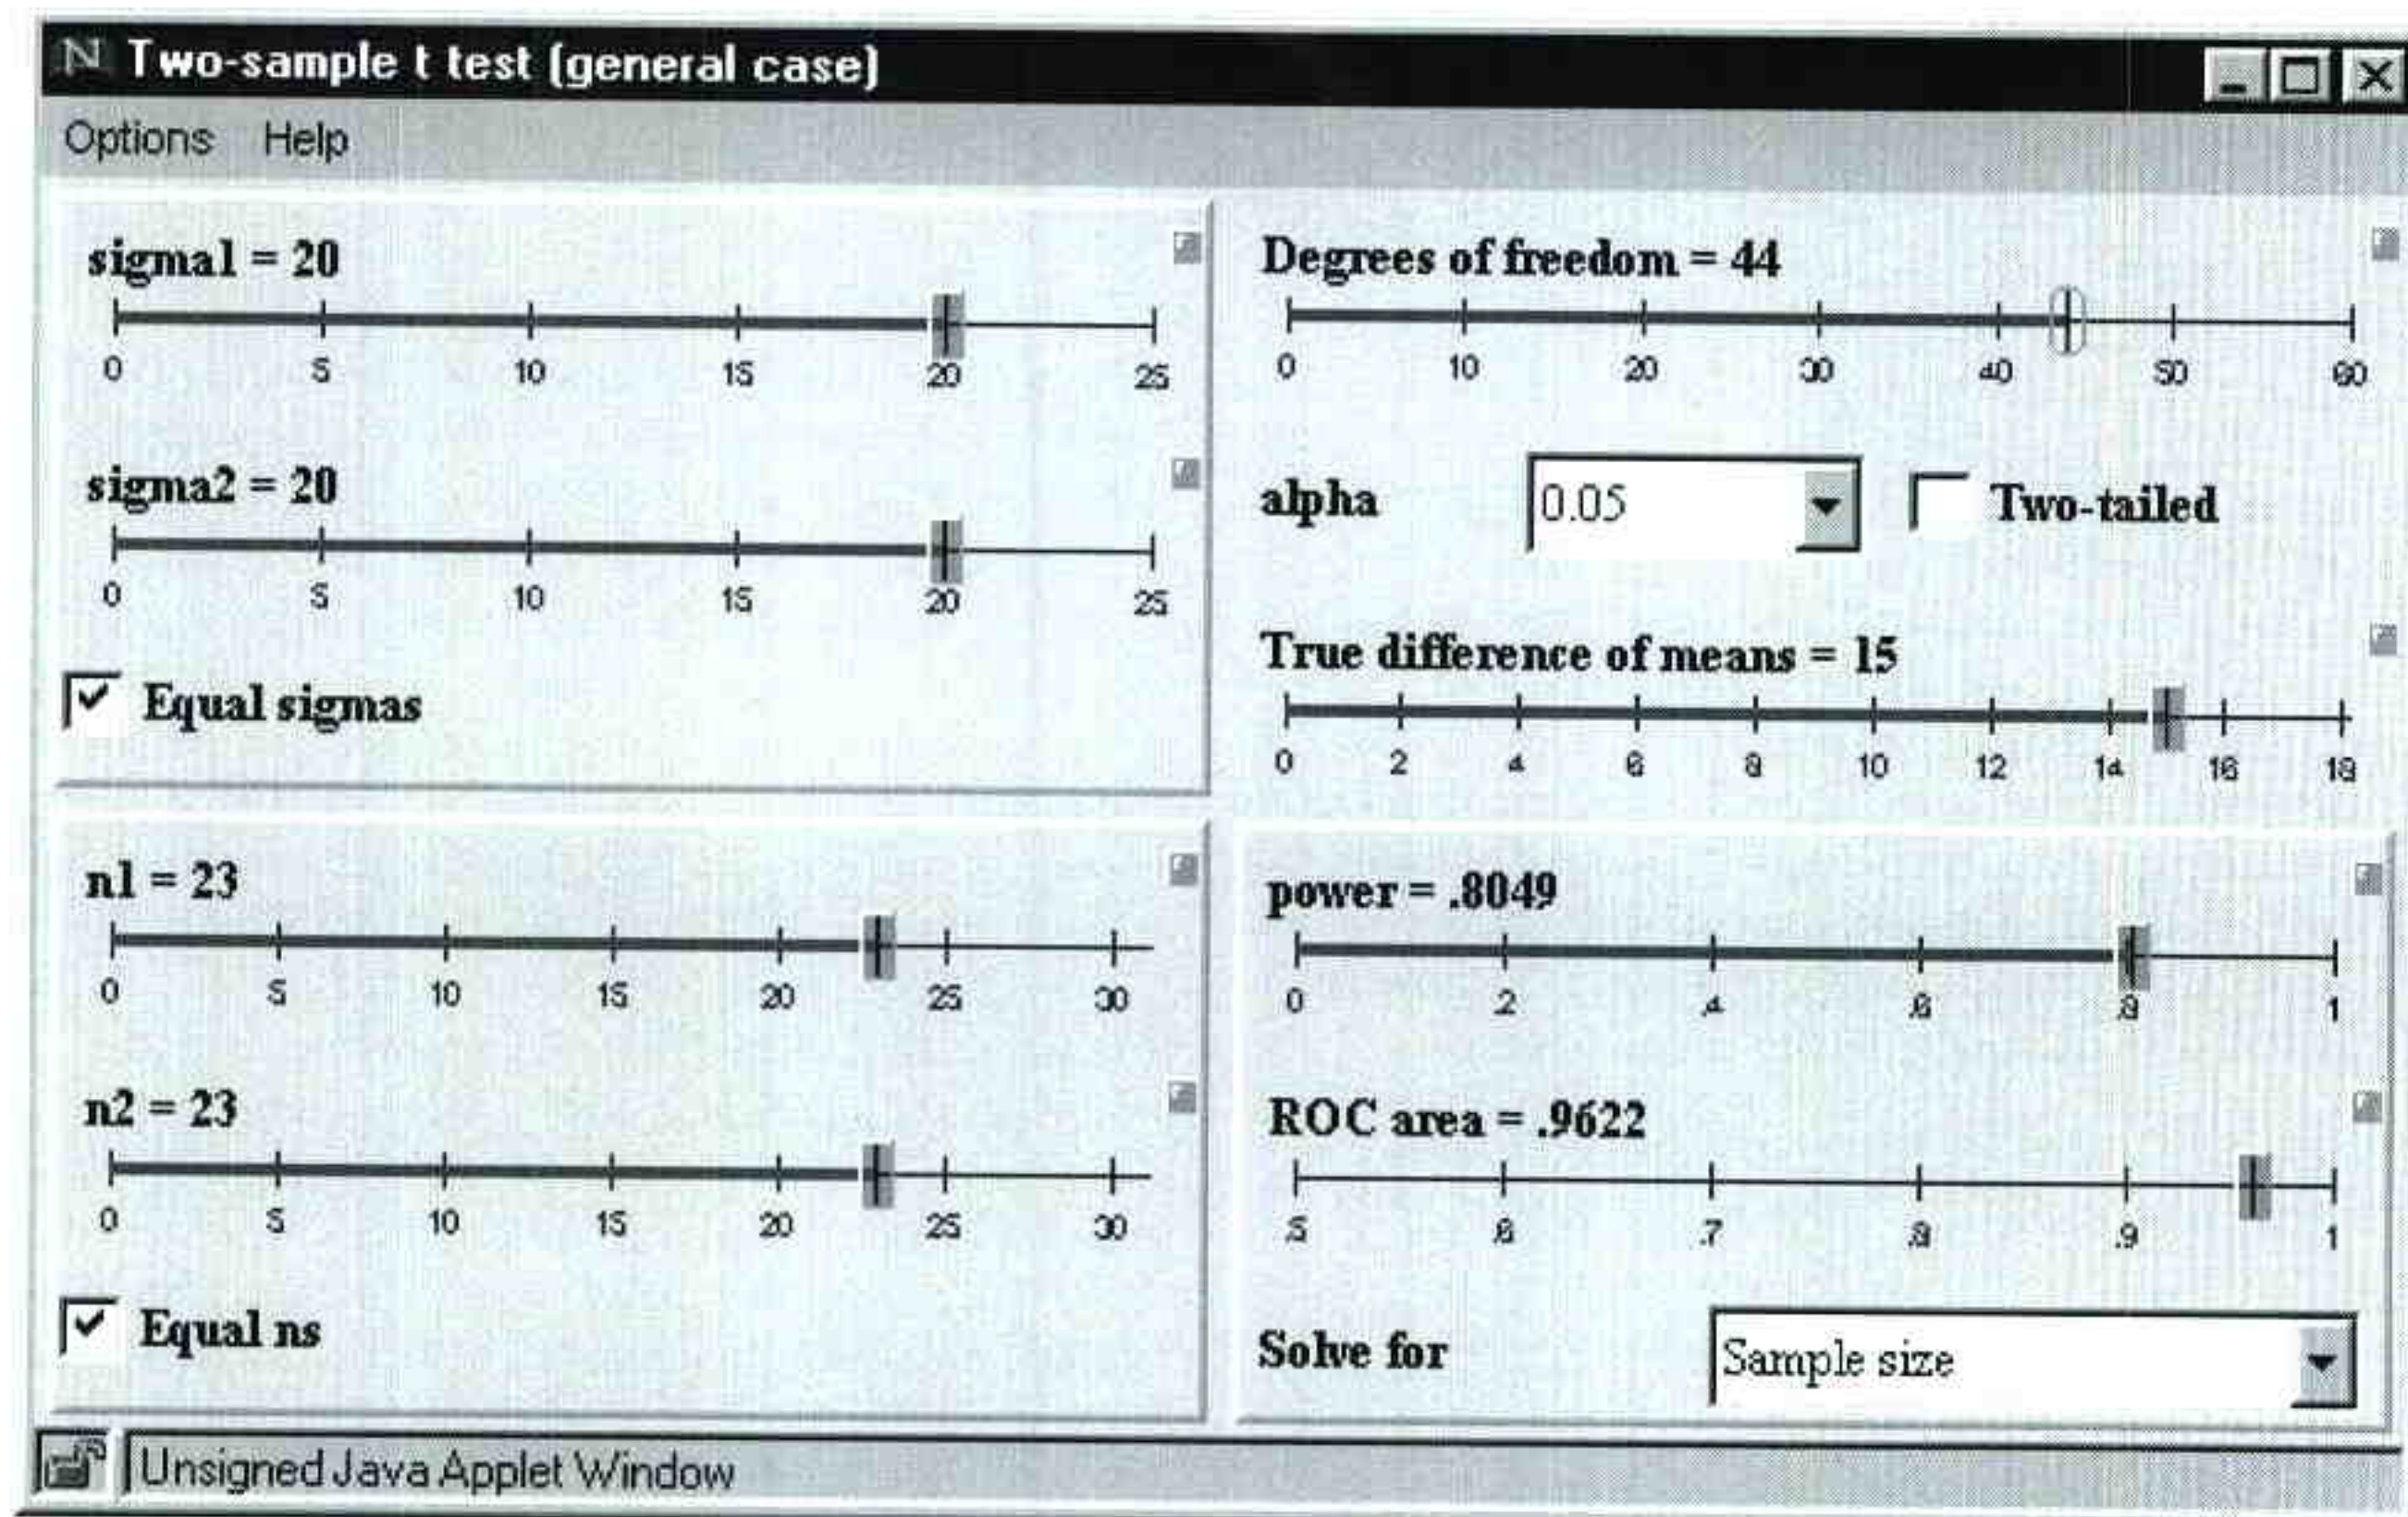 Two-sample t test (general case)
Options Help
sigma1 = 20
0 5 10 15 20 25
sigma2 = 20
0 5 10 15 20 25
Equal sigmas
Degrees of freedom = 44
0 10 20 30 40 50 60
alpha 0.05 Two-tailed
True difference of means = 15
0 2 4 6 8 10 12 14 16 18
n1 = 23
0 5 10 15 20 25 30
n2 = 23
0 5 10 15 20 25 30
Equal ns
power = .8049
0 .2 .4 .6 .8 1
ROC area = .9622
.5 .6 .7 .8 .9 1
Solve for Sample size
Unsigned Java Applet Window